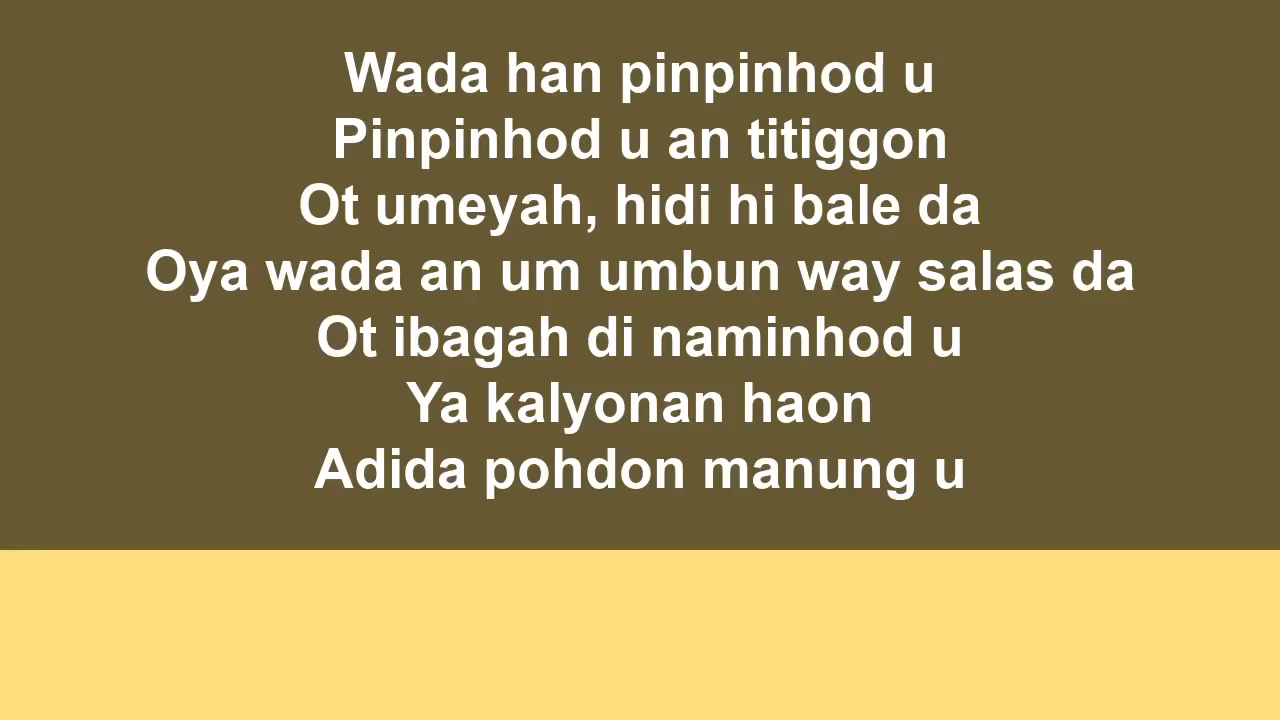 Wada han pinpinhod u
Pinpinhod u an titiggon
Ot umeyah, hidi hi bale da
Oya wada an um umbun way salas da
Ot ibagah di naminhod u
Ya kalyonan haon
Adida pohdon manung u